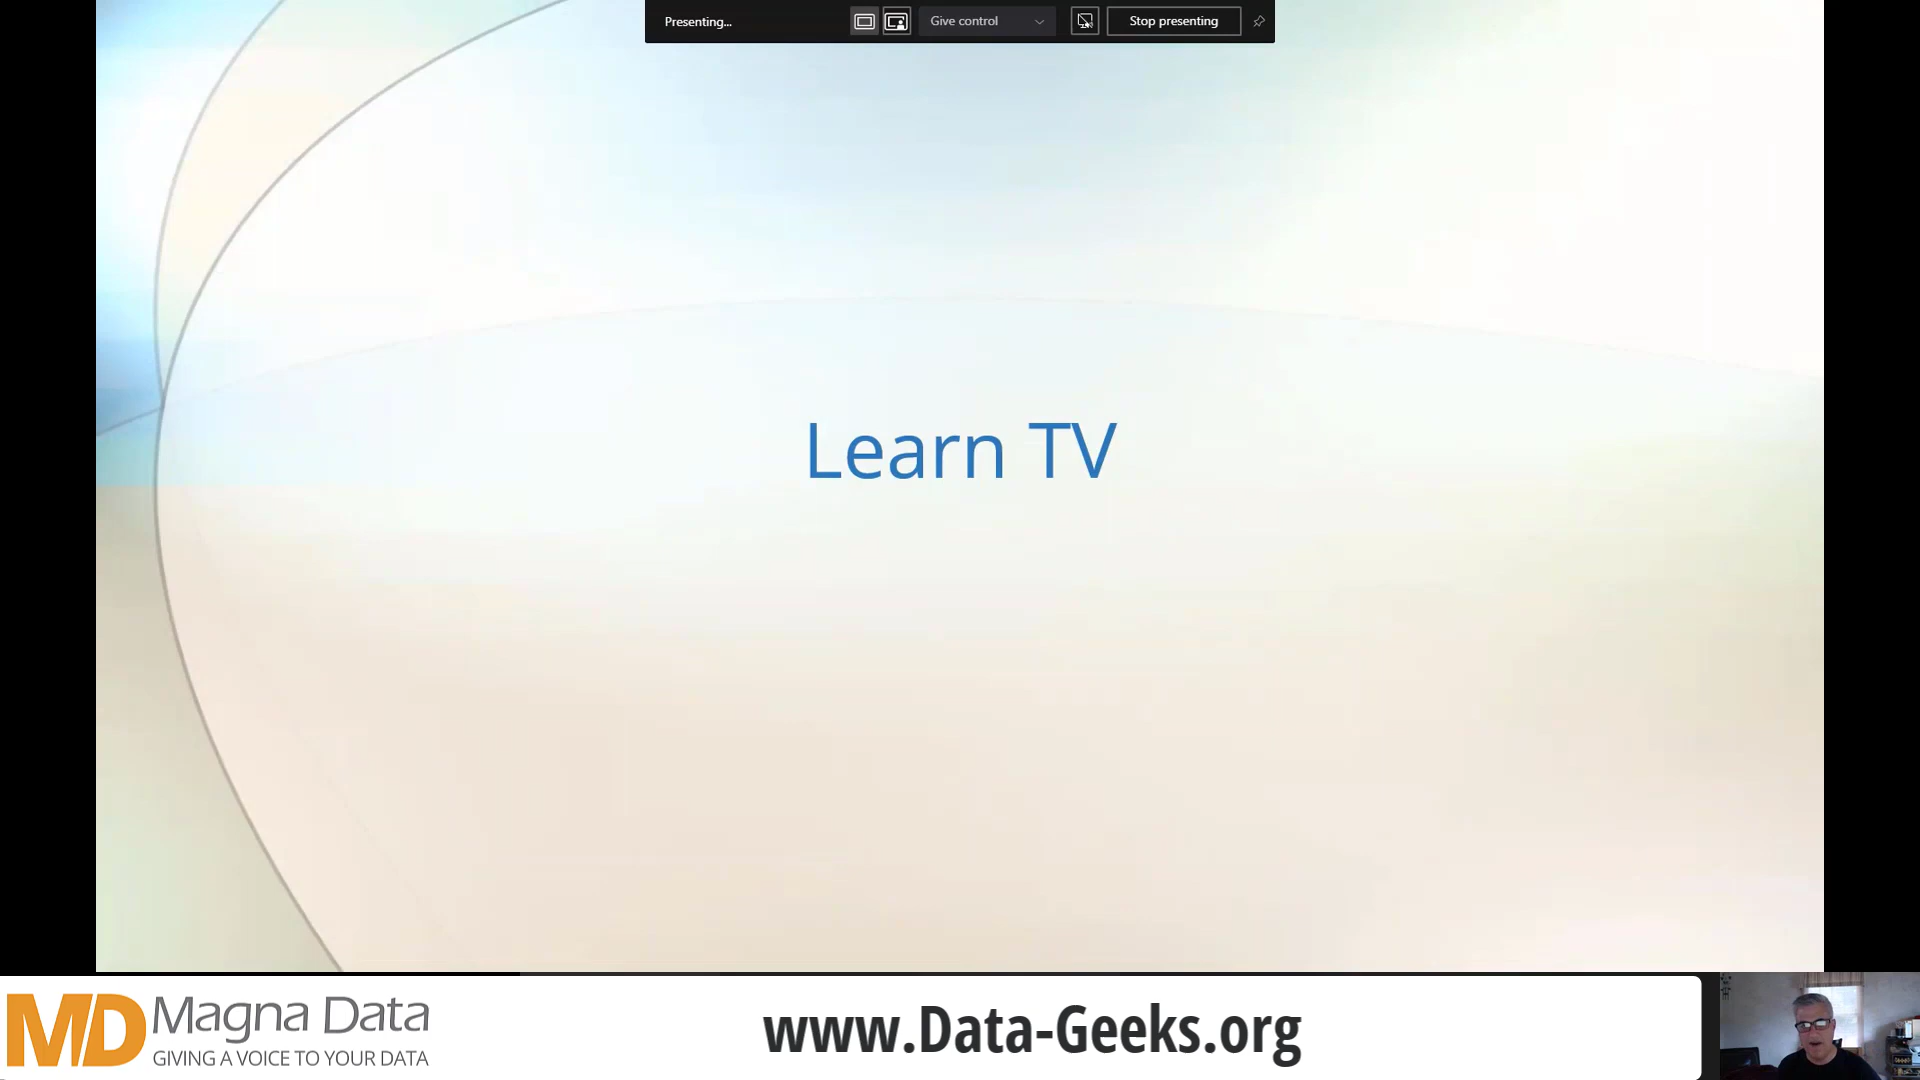 Presenting...
Give control
Stop presenting
Learn TV
MD Magna Data
GIVING A VOICE TO YOUR DATA
www.Data-Geeks.org